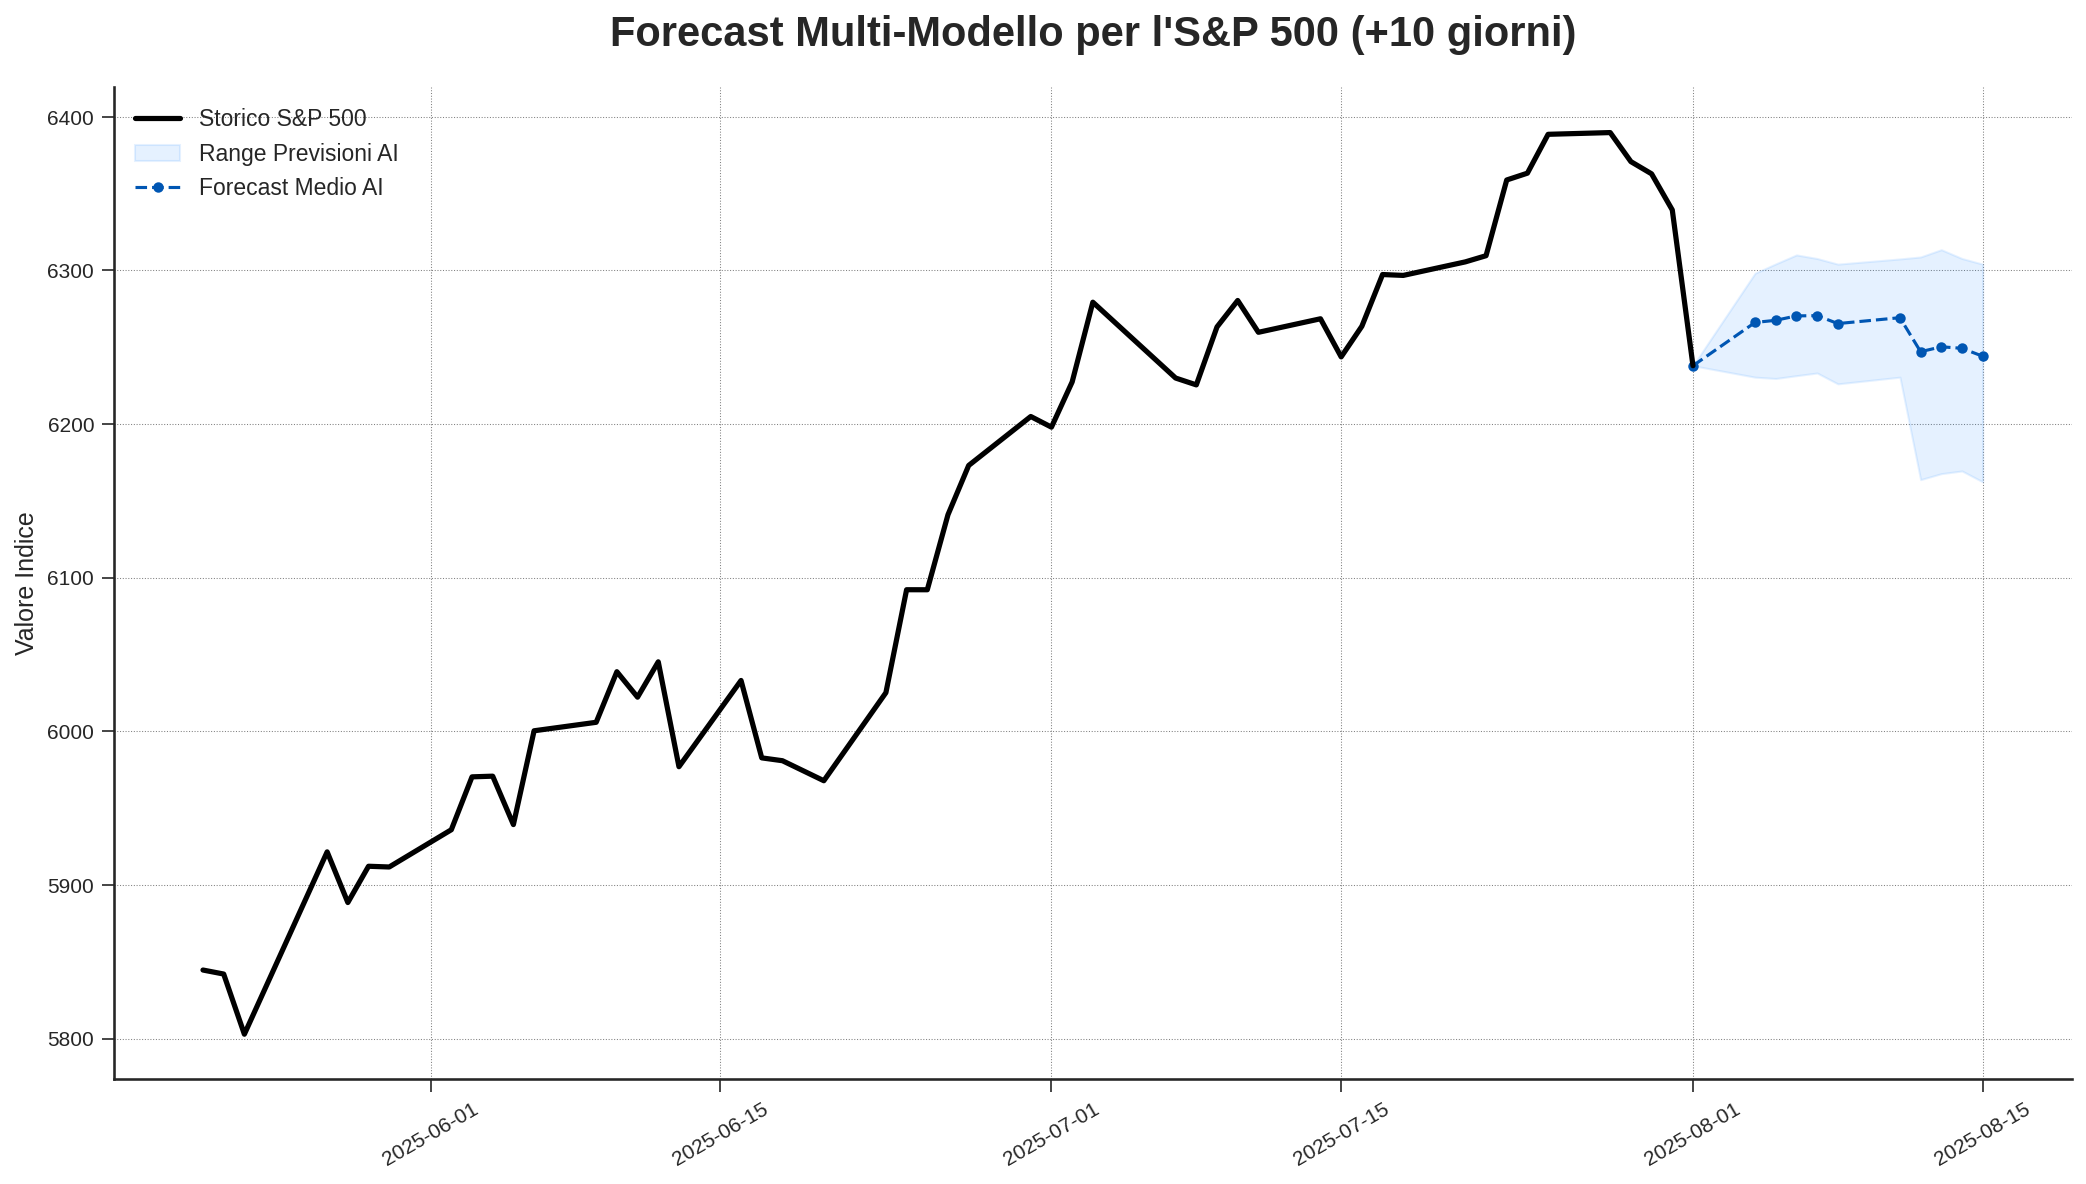 Forecast Multi-Modello per l'S&P 500 (+10 giorni)
Storico S&P 500
Range Previsioni AI
Forecast Medio AI
Valore Indice
6400
6300
6200
6100
6000
5900
5800
2025-06-01
2025-06-15
2025-07-01
2025-07-15
2025-08-01
2025-08-15